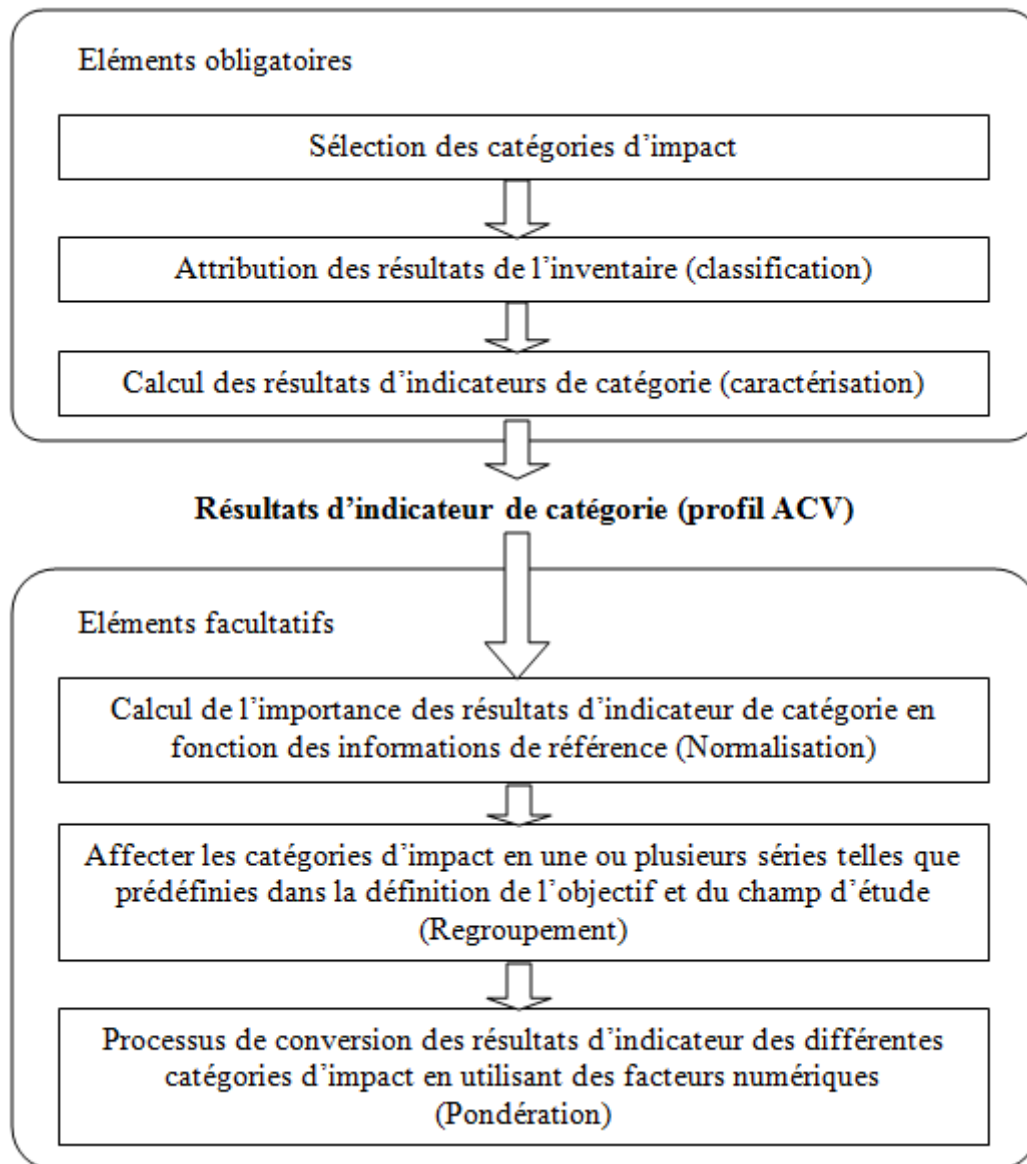 Eléments obligatoires
Sélection des catégories d’impact
Attribution des résultats de l’inventaire (classification)
Calcul des résultats d’indicateurs de catégorie (caractérisation)
Résultats d’indicateur de catégorie (profil ACV)
Eléments facultatifs
Calcul de l’importance des résultats d’indicateur de catégorie en
fonction des informations de référence (Normalisation)
Affecter les catégories d’impact en une ou plusieurs séries telles que
prédéfinies dans la définition de l’objectif et du champ d’étude
(Regroupement)
Processus de conversion des résultats d’indicateur des différentes
catégories d’impact en utilisant des facteurs numériques
(Pondération)